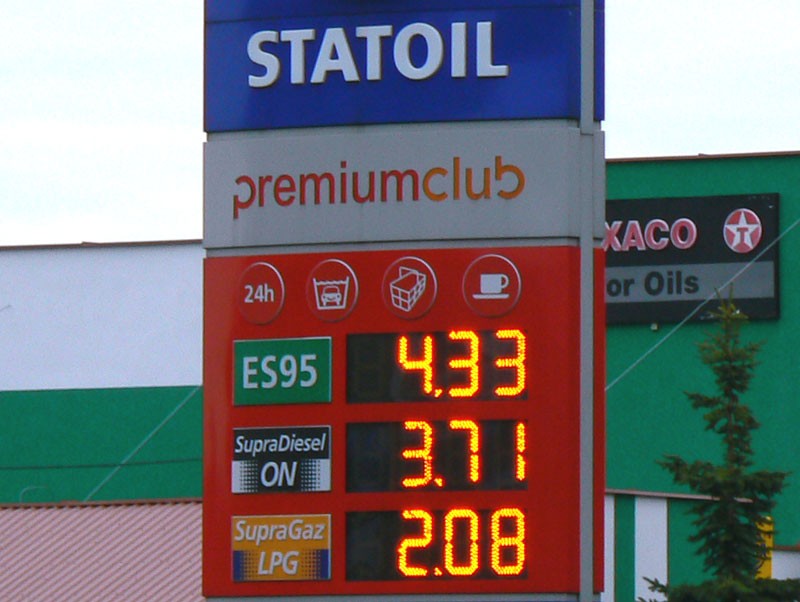 STATOIL
premiumclub
XACO
or Oils
24h
ES95 4.33
SupraDiesel
ON 3.71
SupraGaz
LPG 2.08